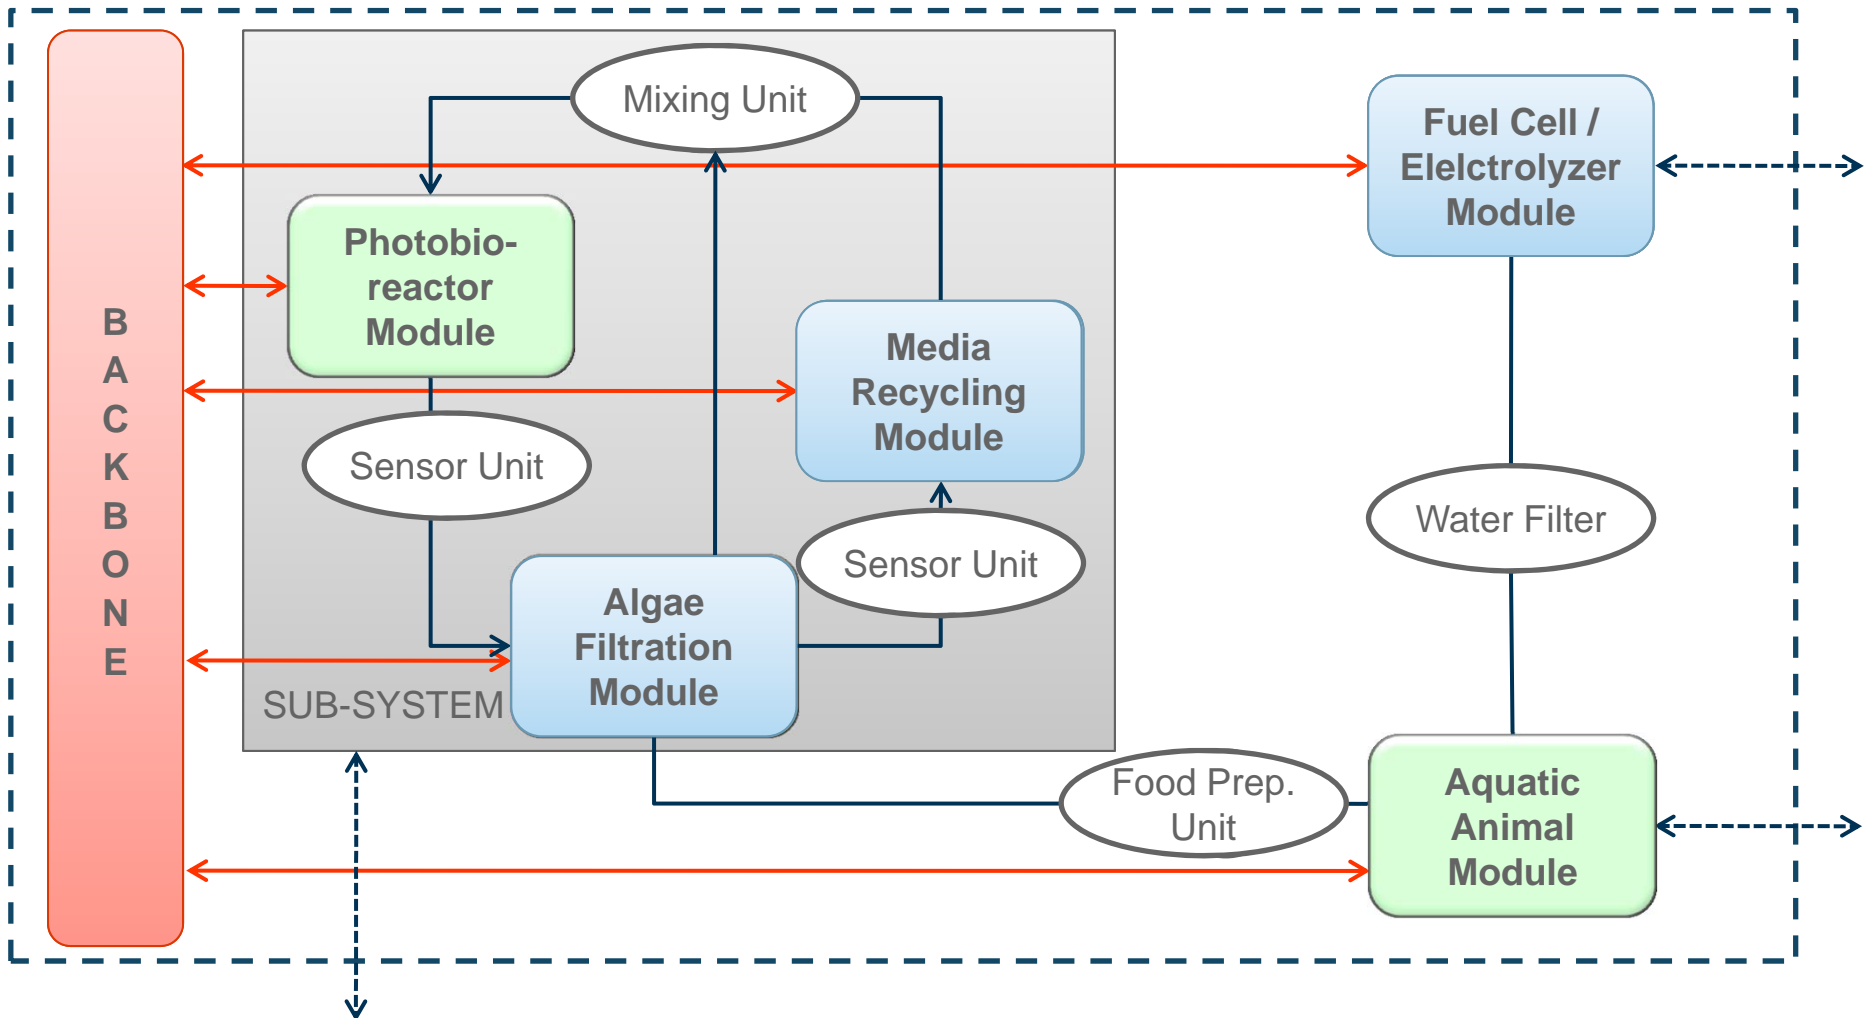 B
A
C
K
B
O
N
E
Mixing Unit
Fuel Cell /
Elelctrolyzer
Module
Photobio-
reactor
Module
Media
Recycling
Module
Sensor Unit
Water Filter
Sensor Unit
Algae
Filtration
Module
SUB-SYSTEM
Food Prep.
Unit
Aquatic
Animal
Module